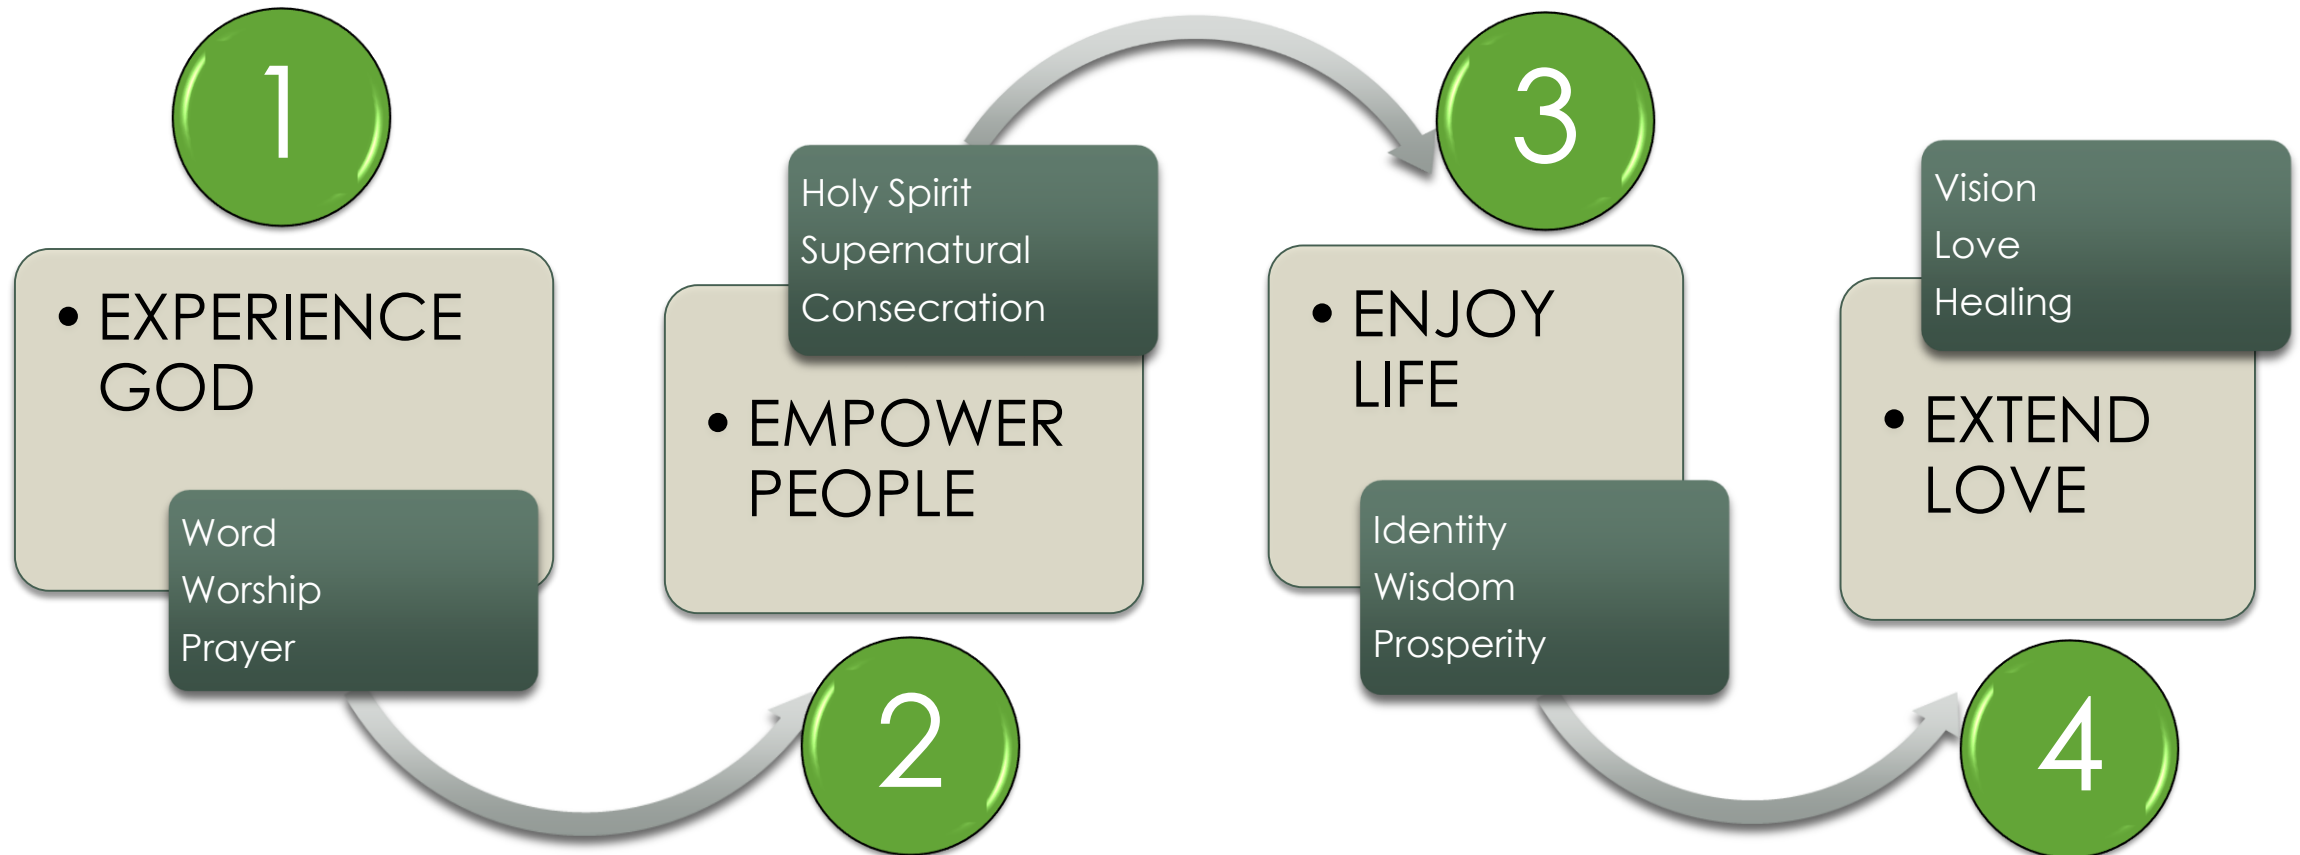 1
• EXPERIENCE
GOD
Word
Worship
Prayer
2
Holy Spirit
Supernatural
Consecration
• EMPOWER
PEOPLE
3
• ENJOY
LIFE
Identity
Wisdom
Prosperity
4
Vision
Love
Healing
• EXTEND
LOVE